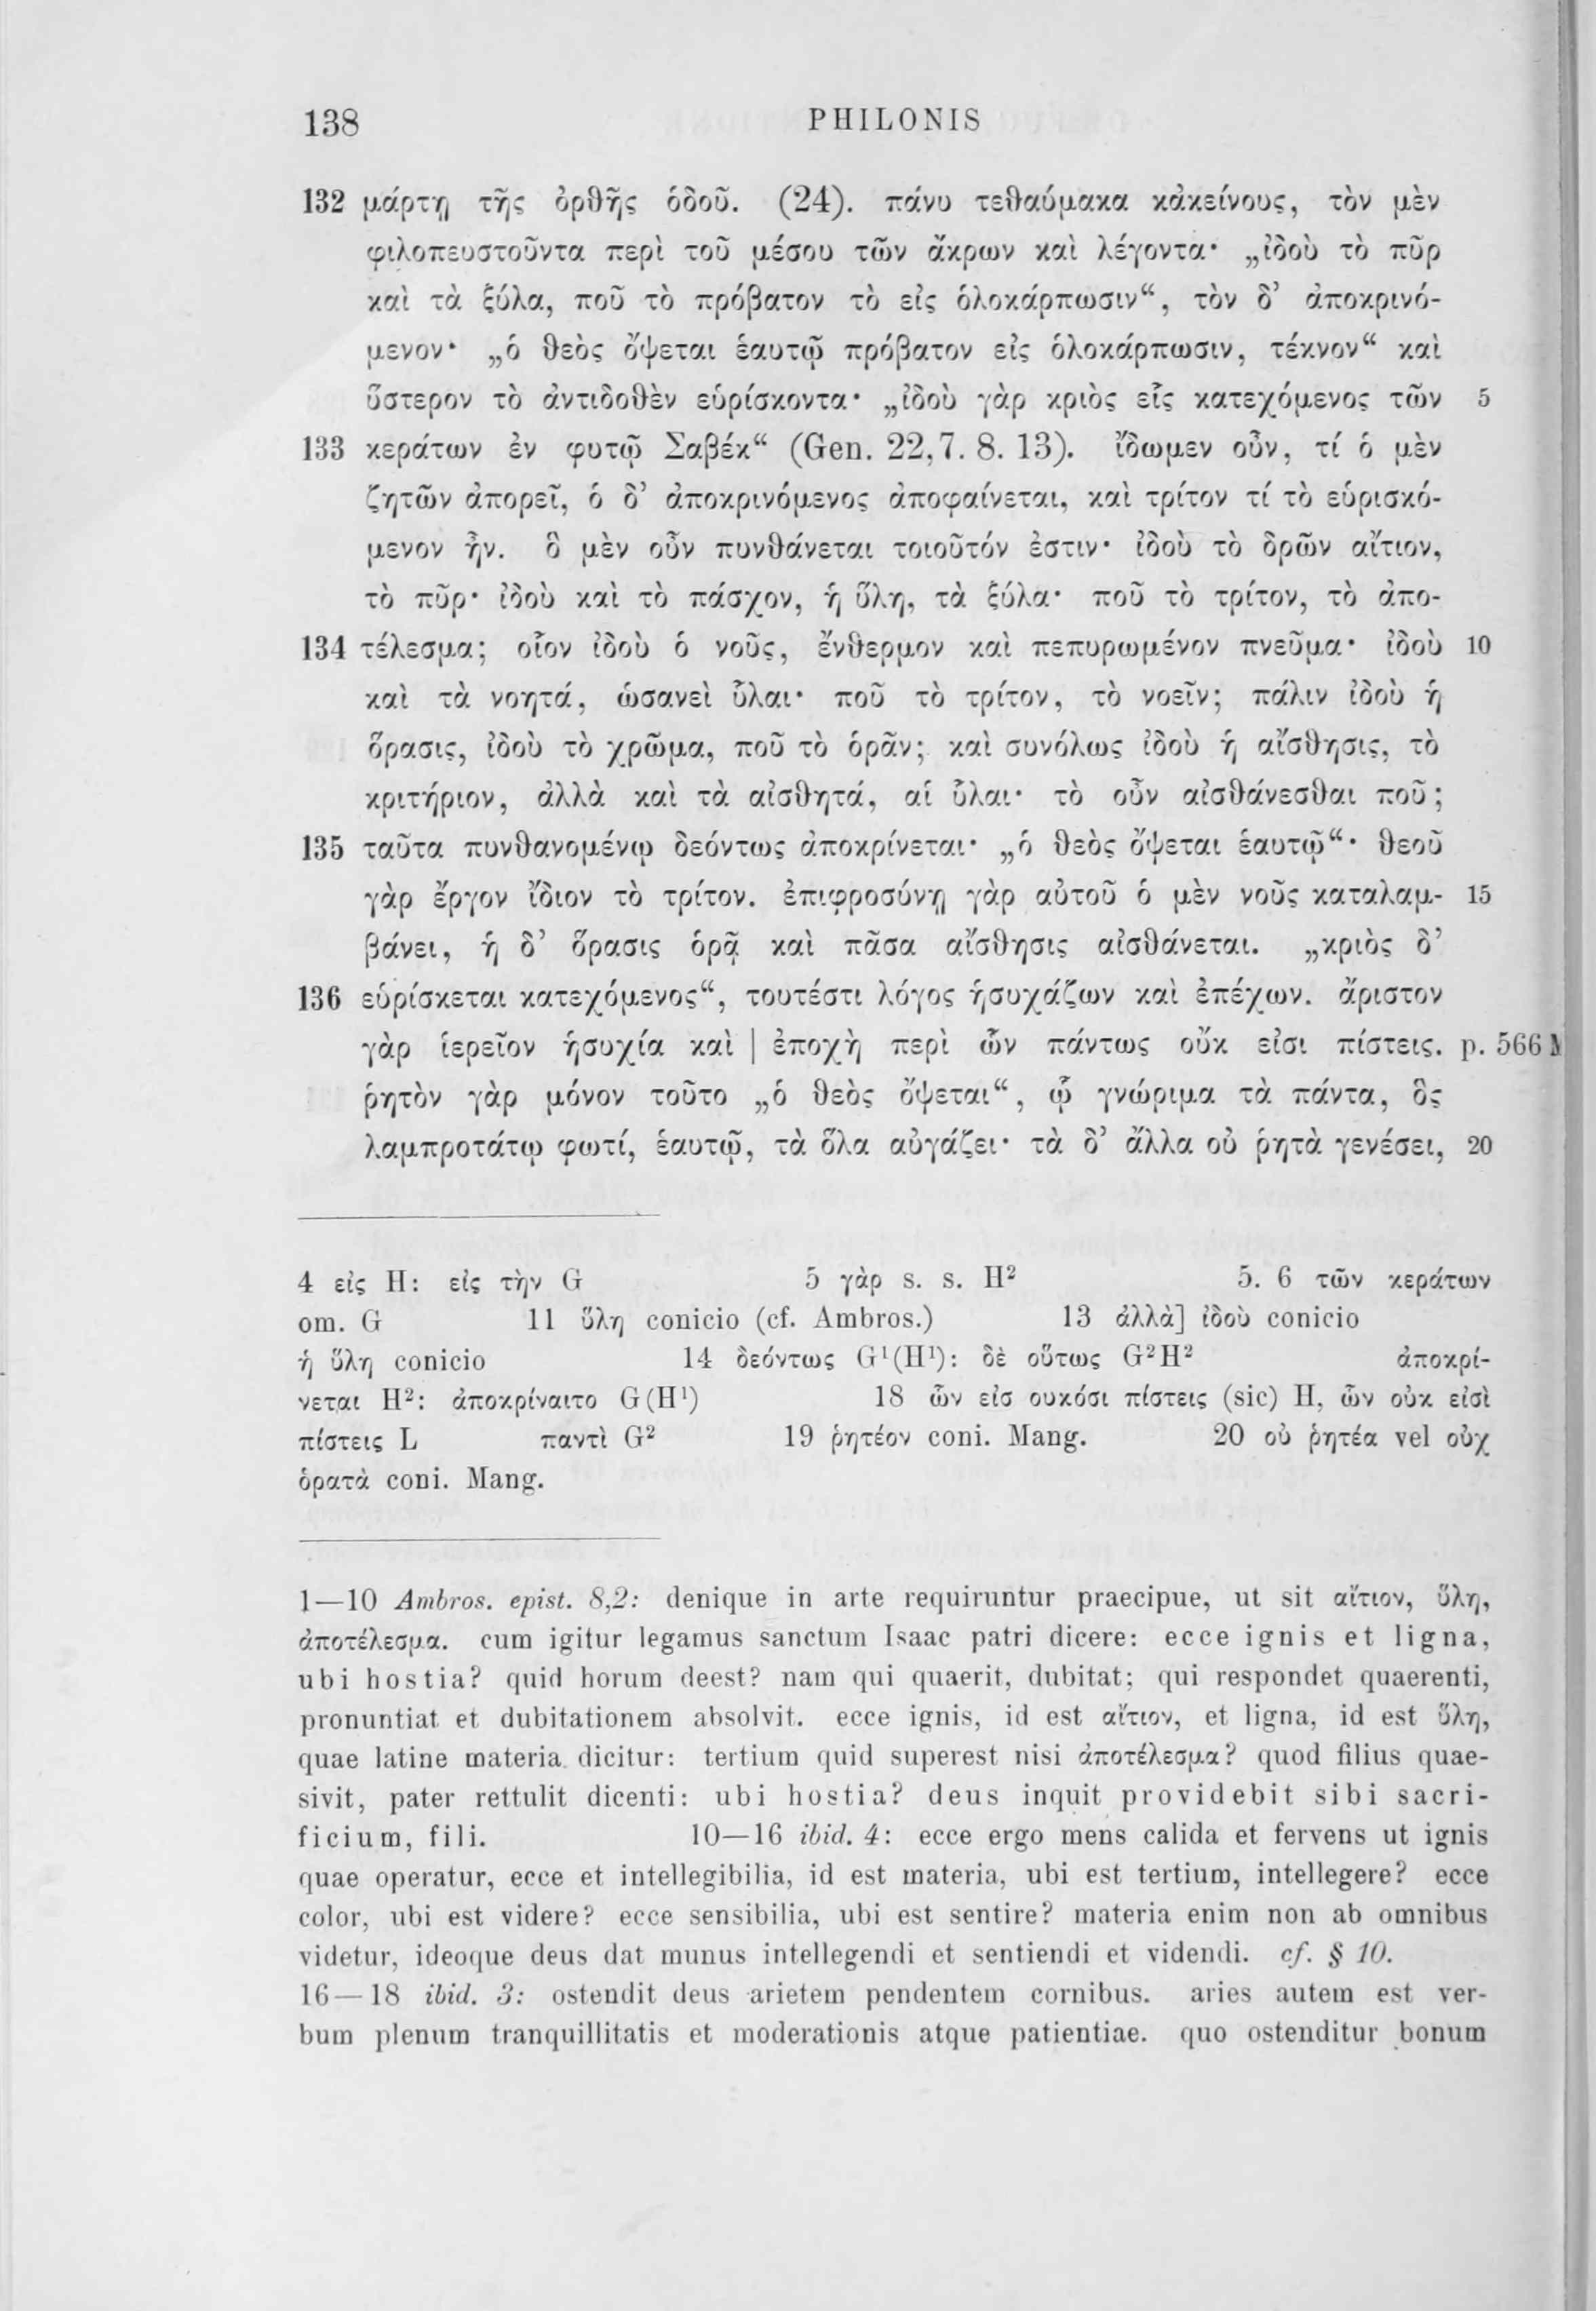 138 PHILONIS
132 μάρτῃ τῆς ὀρθῆς ὁδοῦ. (24). πάνυ τεθαύμακα κἀκείνους, τὸν μὲν
φιλοπευστοῦντα περὶ τοῦ μέσου τῶν ἄκρων καὶ λέγοντα· „ἰδοὺ τὸ πῦρ
καὶ τὰ ξύλα, ποῦ τὸ πρόβατον τὸ εἰς ὁλοκάρπωσιν“, τὸν δ’ ἀποκρινό-
μενον· „ὁ θεὸς ὄψεται ἑαυτῷ πρόβατον εἰς ὁλοκάρπωσιν, τέκνον“ καὶ
ὕστερον τὸ ἀντιδοθὲν εὑρίσκοντα· „ἰδοὺ γὰρ κριὸς εἷς κατεχόμενος τῶν 5
133 κεράτων ἐν φυτῷ Σαβέκ“ (Gen. 22,7. 8. 13). ἴδωμεν οὖν, τί ὁ μὲν
ζητῶν ἀπορεῖ, ὁ δ’ ἀποκρινόμενος ἀποφαίνεται, καὶ τρίτον τί τὸ εὑρισκό-
μενον ἦν. ὃ μὲν οὖν πυνθάνεται τοιοῦτόν ἐστιν· ἰδοὺ τὸ δρῶν αἴτιον,
τὸ πῦρ· ἰδοὺ καὶ τὸ πάσχον, ἡ ὕλη, τὰ ξύλα· ποῦ τὸ τρίτον, τὸ ἀπο-
134 τέλεσμα; οἷον ἰδοὺ ὁ νοῦς, ἔνθερμον καὶ πεπυρωμένον πνεῦμα· ἰδοὺ 10
καὶ τὰ νοητά, ὡσανεὶ ὗλαι· ποῦ τὸ τρίτον, τὸ νοεῖν; πάλιν ἰδοὺ ἡ
ὅρασις, ἰδοὺ τὸ χρῶμα, ποῦ τὸ ὁρᾶν; καὶ συνόλως ἰδοὺ ἡ αἴσθησις, τὸ
κριτήριον, ἀλλὰ καὶ τὰ αἰσθητά, αἱ ὗλαι· τὸ οὖν αἰσθάνεσθαι ποῦ;
135 ταῦτα πυνθανομένῳ δεόντως ἀποκρίνεται· „ὁ θεὸς ὄψεται ἑαυτῷ“· θεοῦ
γὰρ ἔργον ἴδιον τὸ τρίτον. ἐπιφροσύνῃ γὰρ αὐτοῦ ὁ μὲν νοῦς καταλαμ- 15
βάνει, ἡ δ’ ὅρασις ὁρᾷ καὶ πᾶσα αἴσθησις αἰσθάνεται. „κριὸς δ’
136 εὑρίσκεται κατεχόμενος“, τουτέστι λόγος ἡσυχάζων καὶ ἐπέχων. ἄριστον
γὰρ ἱερεῖον ἡσυχία καὶ | ἐποχὴ περὶ ὧν πάντως οὔκ εἰσι πίστεις. p. 566 M
ῥητὸν γὰρ μόνον τοῦτο „ὁ θεὸς ὄψεται“, ᾧ γνώριμα τὰ πάντα, ὃς
λαμπροτάτῳ φωτί, ἑαυτῷ, τὰ ὅλα αὐγάζει· τὰ δ’ ἄλλα οὐ ῥητὰ γενέσει, 20
4 εἰς H: εἰς τὴν G 5 γὰρ s. s. H² 5. 6 τῶν κεράτων
om. G 11 ὕλη conicio (cf. Ambros.) 13 ἀλλὰ] ἰδοὺ conicio
ἡ ὕλη conicio 14 δεόντως G¹(H¹): δὲ οὕτως G²H² ἀποκρί-
νεται H²: ἀποκρίναιτο G(H¹) 18 ὧν εἰσ ουκόσι πίστεις (sic) H, ὧν οὐκ εἰσὶ
πίστεις L παντὶ G² 19 ῥητέον coni. Mang. 20 οὐ ῥητέα vel οὐχ
ὁρατὰ coni. Mang.
1—10 Ambros. epist. 8,2: denique in arte requiruntur praecipue, ut sit αἴτιον, ὕλη,
ἀποτέλεσμα. cum igitur legamus sanctum Isaac patri dicere: ecce ignis et ligna,
ubi hostia? quid horum deest? nam qui quaerit, dubitat; qui respondet quaerenti,
pronuntiat et dubitationem absolvit. ecce ignis, id est αἴτιον, et ligna, id est ὕλη,
quae latine materia dicitur: tertium quid superest nisi ἀποτέλεσμα? quod filius quae-
sivit, pater rettulit dicenti: ubi hostia? deus inquit providebit sibi sacri-
ficium, fili. 10—16 ibid. 4: ecce ergo mens calida et fervens ut ignis
quae operatur, ecce et intellegibilia, id est materia, ubi est tertium, intellegere? ecce
color, ubi est videre? ecce sensibilia, ubi est sentire? materia enim non ab omnibus
videtur, ideoque deus dat munus intellegendi et sentiendi et videndi. cf. § 10.
16—18 ibid. 3: ostendit deus arietem pendentem cornibus. aries autem est ver-
bum plenum tranquillitatis et moderationis atque patientiae. quo ostenditur bonum